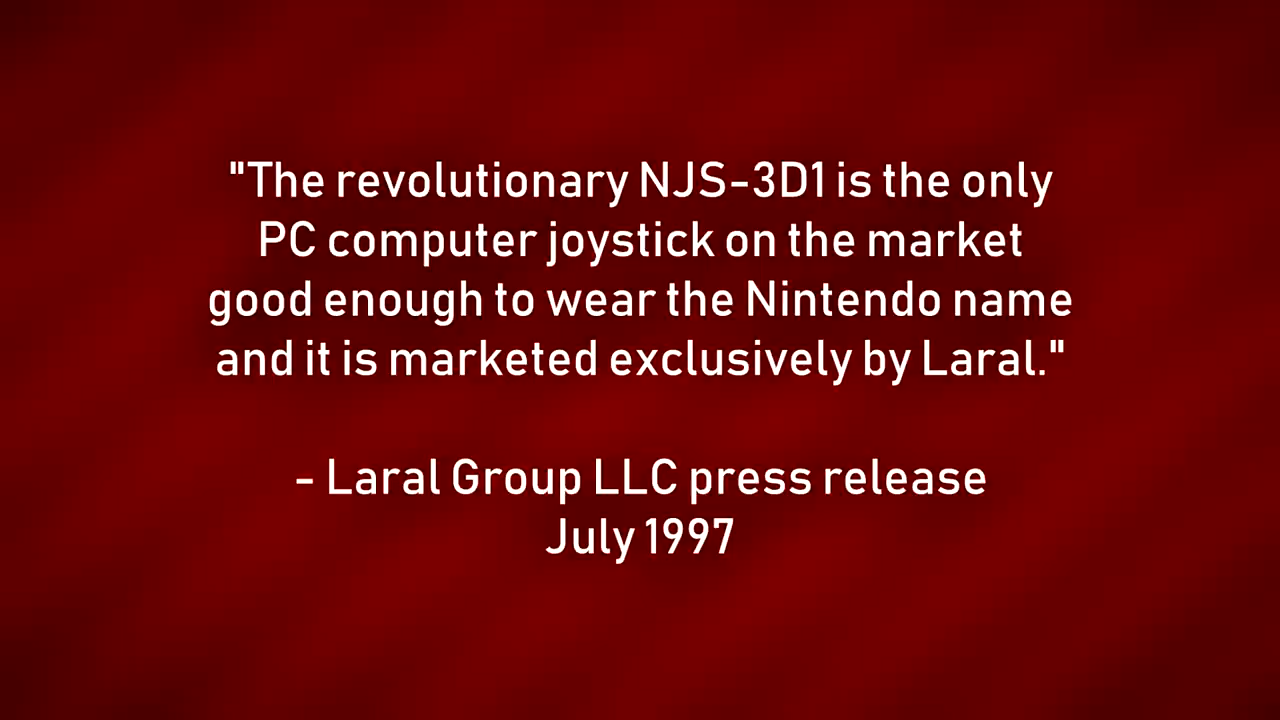 "The revolutionary NJS-3D1 is the only
PC computer joystick on the market
good enough to wear the Nintendo name
and it is marketed exclusively by Laral."
- Laral Group LLC press release
July 1997